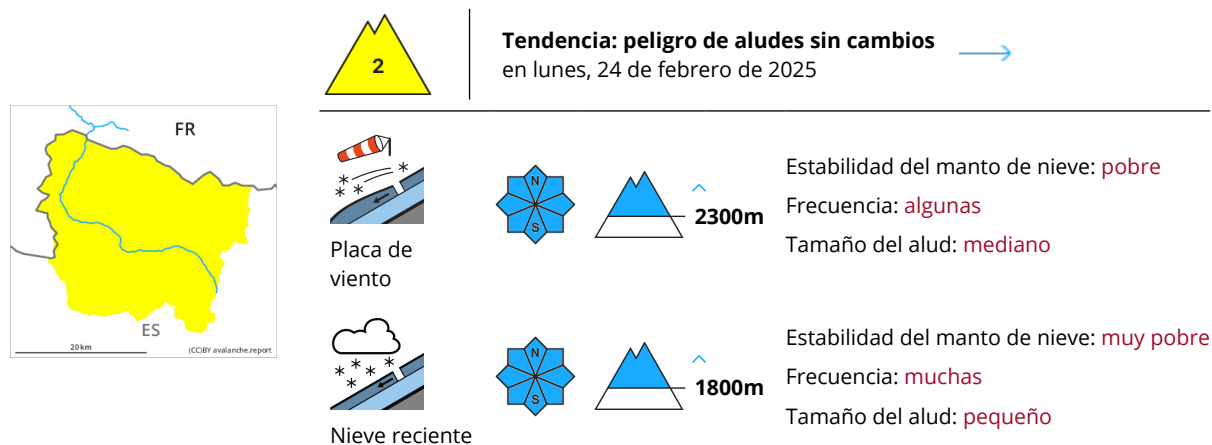 2
Tendencia: peligro de aludes sin cambios
en lunes, 24 de febrero de 2025
FR
ES
20 km
(CC)BY avalanche.report
Placa de
viento
N
S
2300m
Estabilidad del manto de nieve: pobre
Frecuencia: algunas
Tamaño del alud: mediano
Nieve reciente
N
S
1800m
Estabilidad del manto de nieve: muy pobre
Frecuencia: muchas
Tamaño del alud: pequeño